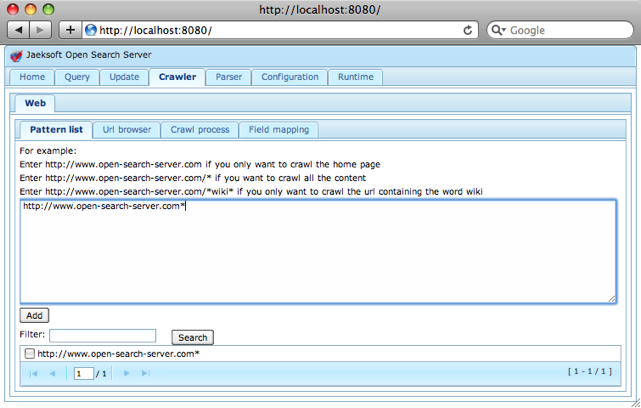 http://localhost:8080/
http://localhost:8080/
Google
Jaeksoft Open Search Server
Home Query Update Crawler Parser Configuration Runtime
Web
Pattern list Url browser Crawl process Field mapping
For example:
Enter http://www.open-search-server.com if you only want to crawl the home page
Enter http://www.open-search-server.com/* if you want to crawl all the content
Enter http://www.open-search-server.com/*wiki* if you only want to crawl the url containing the word wiki
http://www.open-search-server.com*
Add
Filter: Search
http://www.open-search-server.com*
1 / 1 [ 1 - 1 / 1 ]